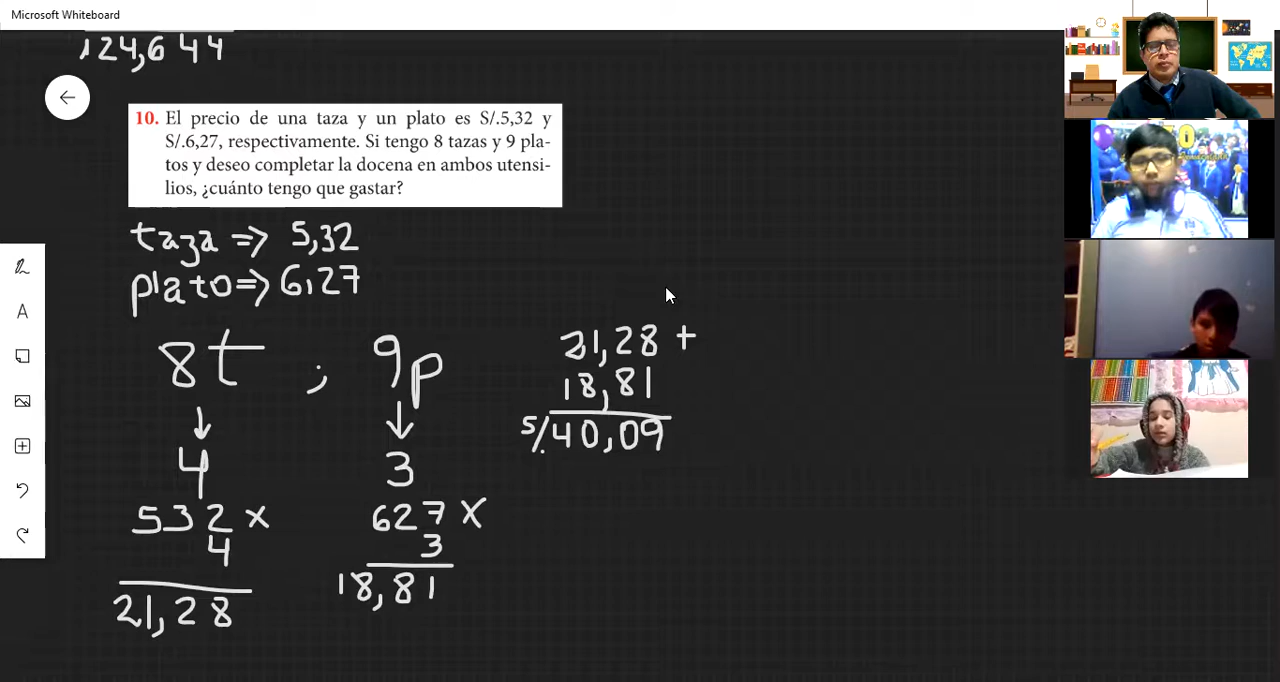 Microsoft Whiteboard
124,644
10. El precio de una taza y un plato es S/.5,32 y
S/.6,27, respectivamente. Si tengo 8 tazas y 9 pla-
tos y deseo completar la docena en ambos utensi-
lios, ¿cuánto tengo que gastar?
taza => 5,32
plato => 6,27
8t ; 9p
4
3
532 x
4
21,28
627 x
3
18,81
21,28 +
18,81
S/. 40,09